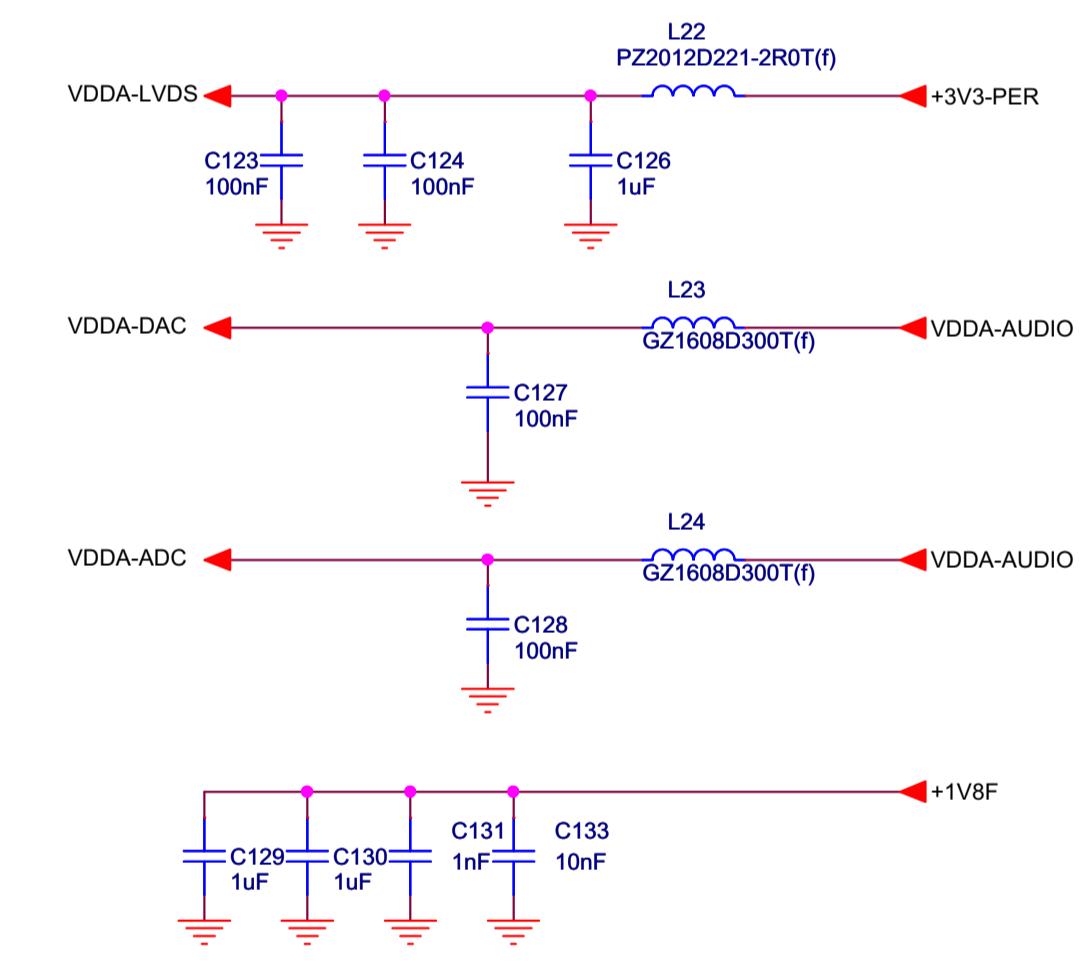 L22
PZ2012D221-2R0T(f)
VDDA-LVDS
+3V3-PER
C123
100nF
C124
100nF
C126
1uF
L23
VDDA-DAC
GZ1608D300T(f)
VDDA-AUDIO
C127
100nF
L24
VDDA-ADC
GZ1608D300T(f)
VDDA-AUDIO
C128
100nF
+1V8F
C129
1uF
C130
1uF
C131
1nF
C133
10nF